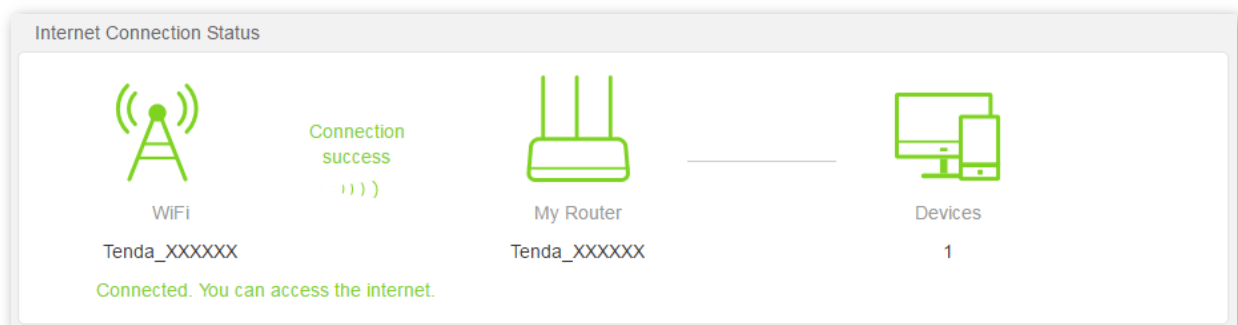 Internet Connection Status
Connection
success
WiFi
My Router
Devices
Tenda_XXXXXX
Tenda_XXXXXX
1
Connected. You can access the internet.